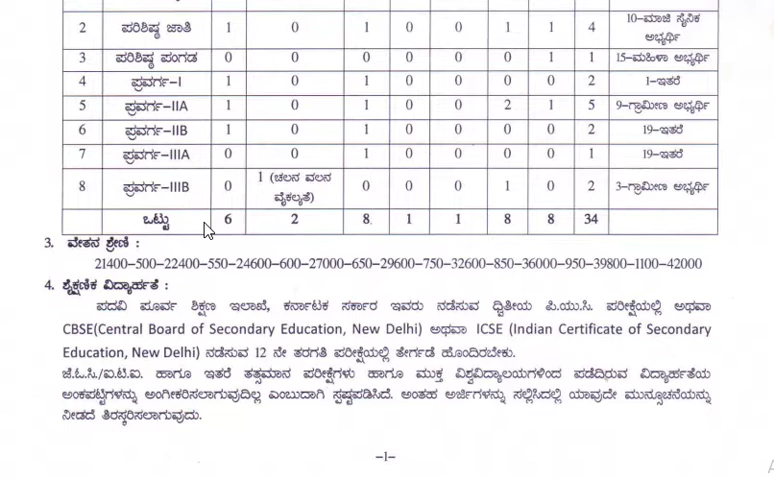 2 ಪರಿಶಿಷ್ಠ ಜಾತಿ 1 0 1 0 0 1 1 4 10–ಮಾಜಿ ಸೈನಿಕ ಅಭ್ಯರ್ಥಿ
3 ಪರಿಶಿಷ್ಠ ಪಂಗಡ 0 0 0 0 0 0 1 1 15–ಮಹಿಳಾ ಅಭ್ಯರ್ಥಿ
4 ಪ್ರವರ್ಗ–I 1 0 1 0 0 0 0 2 1–ಇತರೆ
5 ಪ್ರವರ್ಗ–IIA 1 0 1 0 0 2 1 5 9–ಗ್ರಾಮೀಣ ಅಭ್ಯರ್ಥಿ
6 ಪ್ರವರ್ಗ–IIB 1 0 1 0 0 0 0 2 19–ಇತರೆ
7 ಪ್ರವರ್ಗ–IIIA 0 0 1 0 0 0 0 1 19–ಇತರೆ
8 ಪ್ರವರ್ಗ–IIIB 0 1 (ಚಲನ ವಲನ ವೈಕಲ್ಯತೆ) 0 0 0 1 0 2 3–ಗ್ರಾಮೀಣ ಅಭ್ಯರ್ಥಿ
ಒಟ್ಟು 6 2 8 1 1 8 8 34
3. ವೇತನ ಶ್ರೇಣಿ :
21400–500–22400–550–24600–600–27000–650–29600–750–32600–850–36000–950–39800–1100–42000
4. ಶೈಕ್ಷಣಿಕ ವಿದ್ಯಾರ್ಹತೆ :
ಪದವಿ ಪೂರ್ವ ಶಿಕ್ಷಣ ಇಲಾಖೆ, ಕರ್ನಾಟಕ ಸರ್ಕಾರ ಇವರು ನಡೆಸುವ ದ್ವಿತೀಯ ಪಿ.ಯು.ಸಿ. ಪರೀಕ್ಷೆಯಲ್ಲಿ ಅಥವಾ
CBSE(Central Board of Secondary Education, New Delhi) ಅಥವಾ ICSE (Indian Certificate of Secondary
Education, New Delhi) ನಡೆಸುವ 12 ನೇ ತರಗತಿ ಪರೀಕ್ಷೆಯಲ್ಲಿ ತೇರ್ಗಡೆ ಹೊಂದಿರಬೇಕು.
ಜೆ.ಓ.ಸಿ/ಐ.ಟಿ.ಐ. ಹಾಗೂ ಇತರೆ ತತ್ಸಮಾನ ಪರೀಕ್ಷೆಗಳು ಹಾಗೂ ಮುಕ್ತ ವಿಶ್ವವಿದ್ಯಾಲಯಗಳಿಂದ ಪಡೆದಿರುವ ವಿದ್ಯಾರ್ಹತೆಯ
ಅಂಕಪಟ್ಟಿಗಳನ್ನು ಅಂಗೀಕರಿಸಲಾಗುವುದಿಲ್ಲ ಎಂಬುದಾಗಿ ಸ್ಪಷ್ಟಪಡಿಸಿದೆ. ಅಂತಹ ಅರ್ಜಿಗಳನ್ನು ಸಲ್ಲಿಸಿದಲ್ಲಿ ಯಾವುದೇ ಮುನ್ಸೂಚನೆಯನ್ನು
ನೀಡದೆ ತಿರಸ್ಕರಿಸಲಾಗುವುದು.
–1–